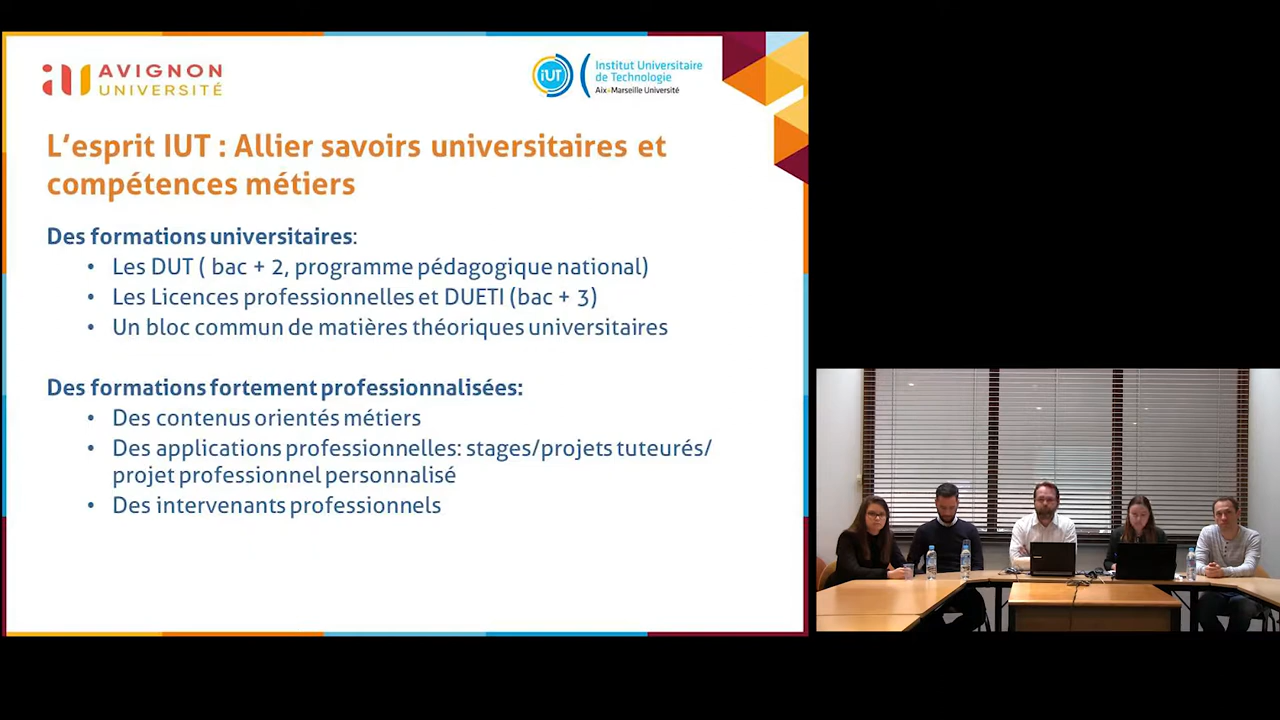 AVIGNON
UNIVERSITÉ
iUT
Institut Universitaire
de Technologie
Aix*Marseille Université
L'esprit IUT : Allier savoirs universitaires et
compétences métiers
Des formations universitaires:
• Les DUT ( bac + 2, programme pédagogique national)
• Les Licences professionnelles et DUETI (bac + 3)
• Un bloc commun de matières théoriques universitaires
Des formations fortement professionnalisées:
• Des contenus orientés métiers
• Des applications professionnelles: stages/projets tuteurés/
projet professionnel personnalisé
• Des intervenants professionnels